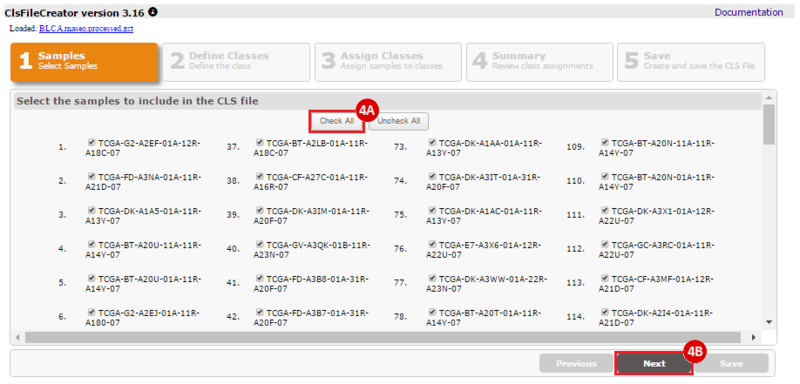 ClsFileCreator version 3.16
Documentation
Loaded: BLCA.rnaseq.processed.gct
1 Samples
Select Samples
2 Define Classes
Define the class
3 Assign Classes
Assign samples to classes
4 Summary
Review class assignments
5 Save
Create and save the CLS File
Select the samples to include in the CLS file
4A
Check All
Uncheck All
1. TCGA-G2-A2EF-01A-12R-
A18C-07
37. TCGA-BT-A2LB-01A-11R-
A18C-07
73. TCGA-DK-A1AA-01A-11R-
A13Y-07
109. TCGA-BT-A20N-11A-11R-
A14Y-07
2. TCGA-FD-A3NA-01A-11R-
A21D-07
38. TCGA-CF-A27C-01A-11R-
A16R-07
74. TCGA-DK-A3IT-01A-31R-
A20F-07
110. TCGA-BT-A20N-01A-11R-
A14Y-07
3. TCGA-DK-A1A5-01A-11R-
A13Y-07
39. TCGA-DK-A3IM-01A-11R-
A20F-07
75. TCGA-DK-A1AC-01A-11R-
A13Y-07
111. TCGA-DK-A3X1-01A-12R-
A22U-07
4. TCGA-BT-A20U-11A-11R-
A14Y-07
40. TCGA-GV-A3QK-01B-11R-
A23N-07
76. TCGA-E7-A3X6-01A-12R-
A22U-07
112. TCGA-GC-A3RC-01A-11R-
A22U-07
5. TCGA-BT-A20U-01A-11R-
A14Y-07
41. TCGA-FD-A3B8-01A-31R-
A20F-07
77. TCGA-DK-A3WW-01A-22R-
A23N-07
113. TCGA-CF-A3MF-01A-12R-
A21D-07
6. TCGA-G2-A2EJ-01A-11R-
A180-07
42. TCGA-FD-A3B7-01A-31R-
A20F-07
78. TCGA-BT-A20T-01A-11R-
A14Y-07
114. TCGA-DK-A2I4-01A-11R-
A21D-07
4B
Previous
Next
Save